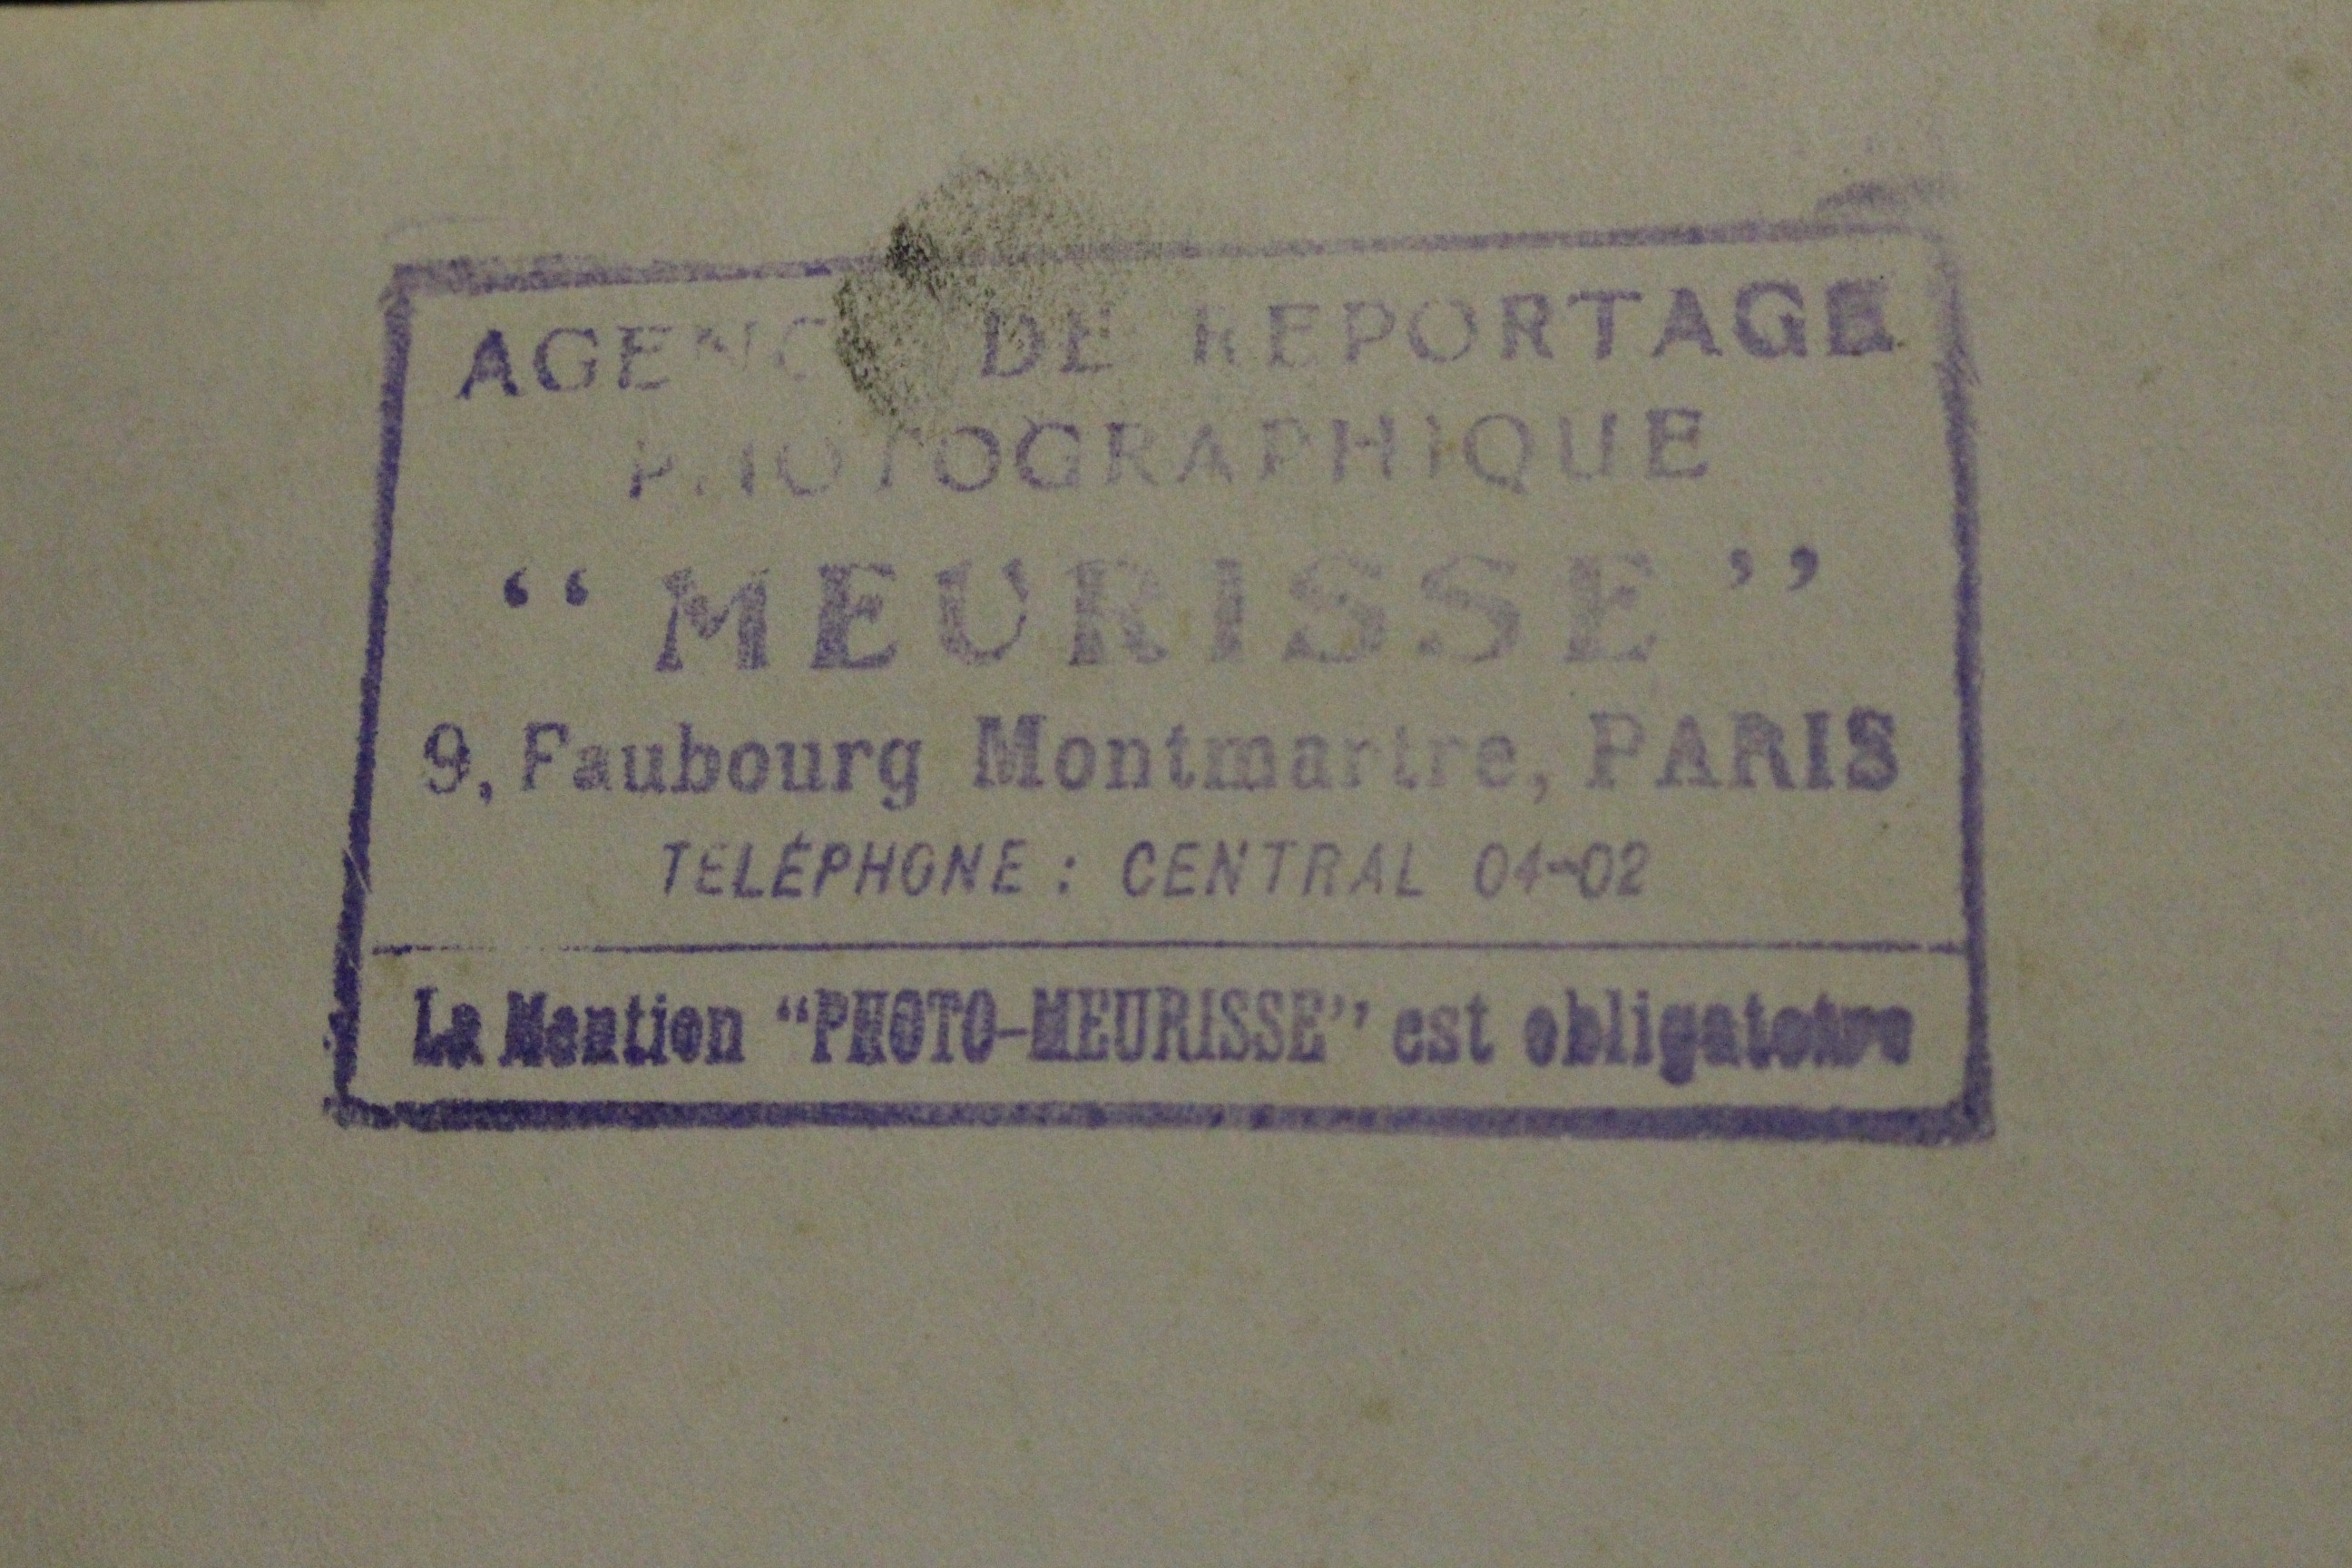 AGENCE DE REPORTAGE
PHOTOGRAPHIQUE
“MEURISSE”
9, Faubourg Montmartre, PARIS
TÉLÉPHONE : CENTRAL 04-02
La Mention “PHOTO-MEURISSE” est obligatoire